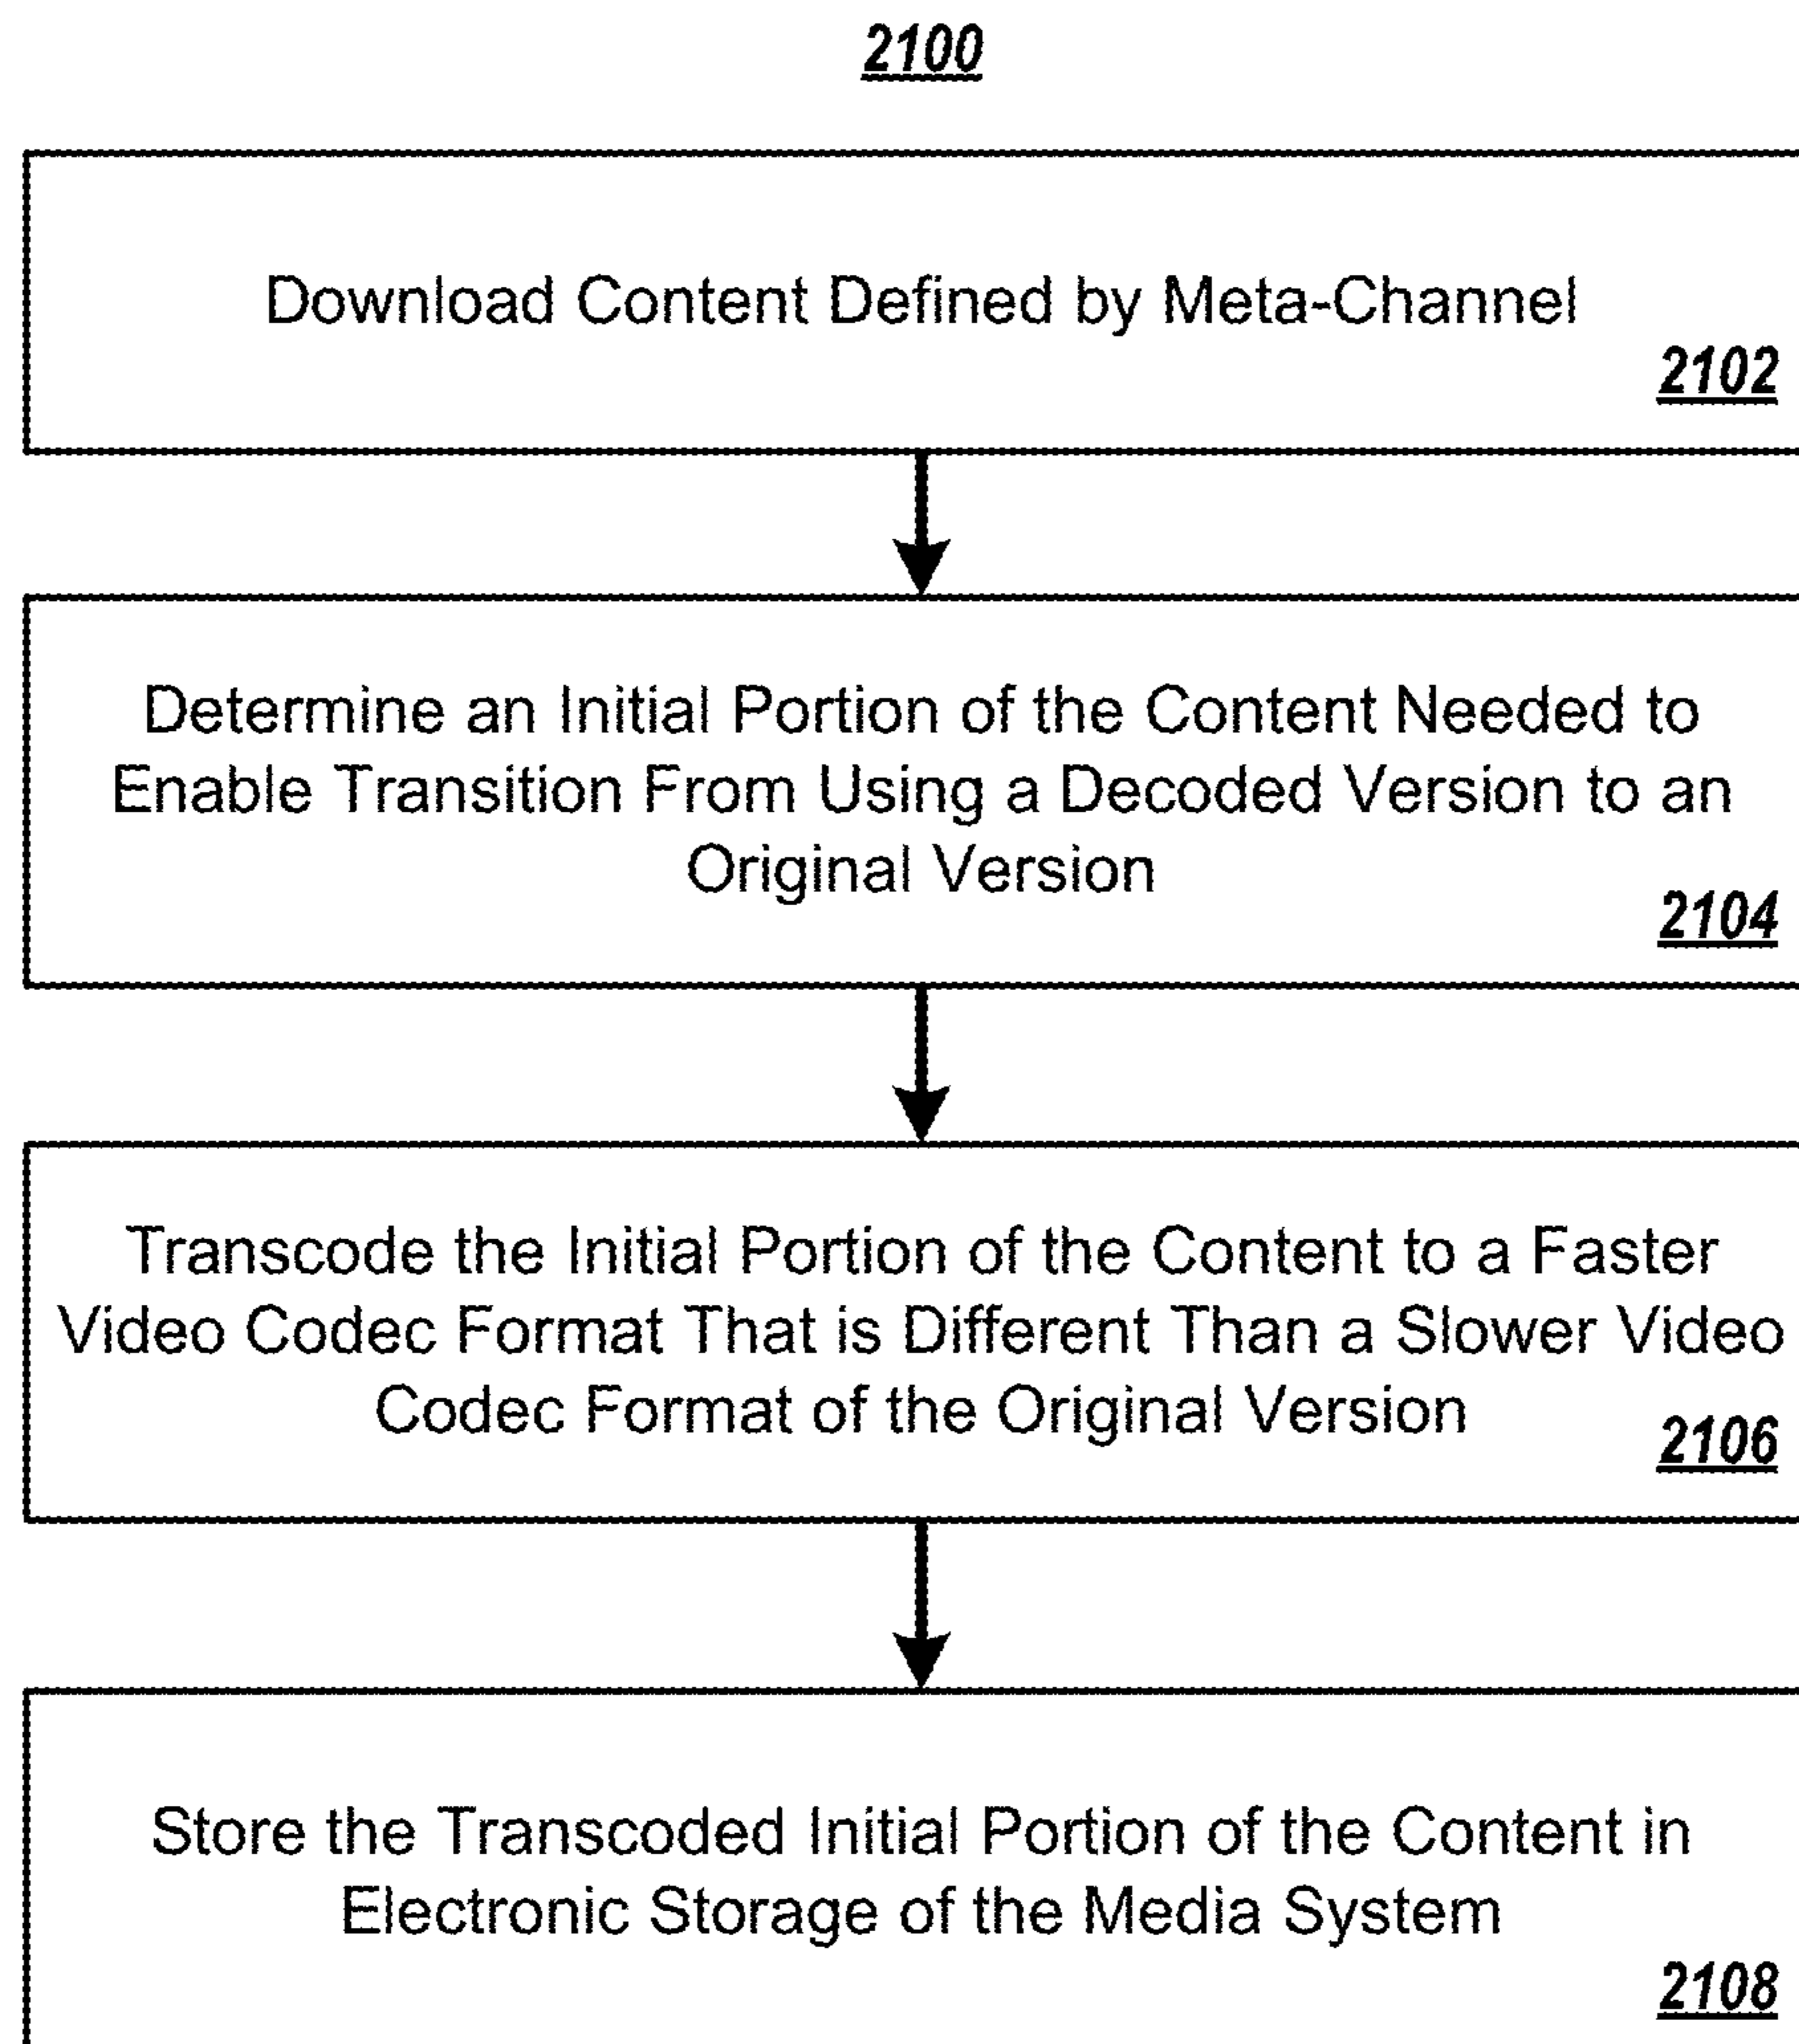 2100
Download Content Defined by Meta-Channel
2102
Determine an Initial Portion of the Content Needed to
Enable Transition From Using a Decoded Version to an
Original Version
2104
Transcode the Initial Portion of the Content to a Faster
Video Codec Format That is Different Than a Slower Video
Codec Format of the Original Version
2106
Store the Transcoded Initial Portion of the Content in
Electronic Storage of the Media System
2108